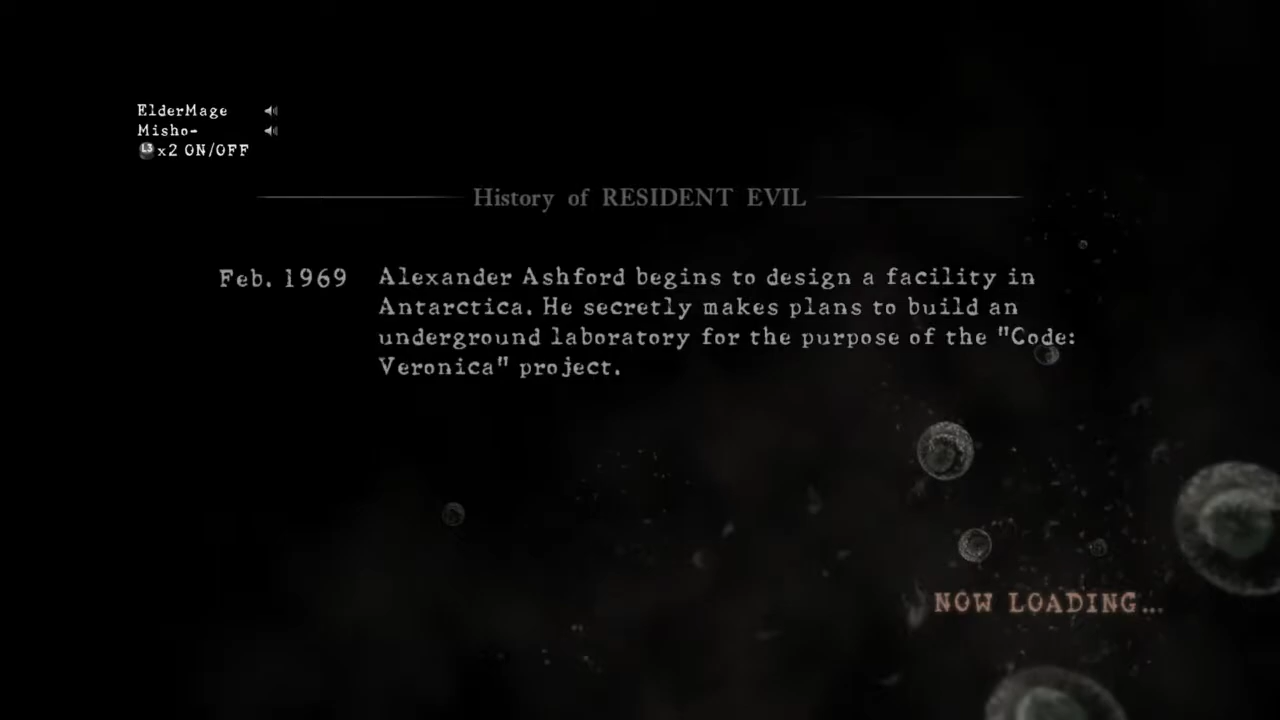 ElderMage
Misho-
L3 x2 ON/OFF
History of RESIDENT EVIL
Feb. 1969 Alexander Ashford begins to design a facility in
Antarctica. He secretly makes plans to build an
underground laboratory for the purpose of the "Code:
Veronica" project.
NOW LOADING...